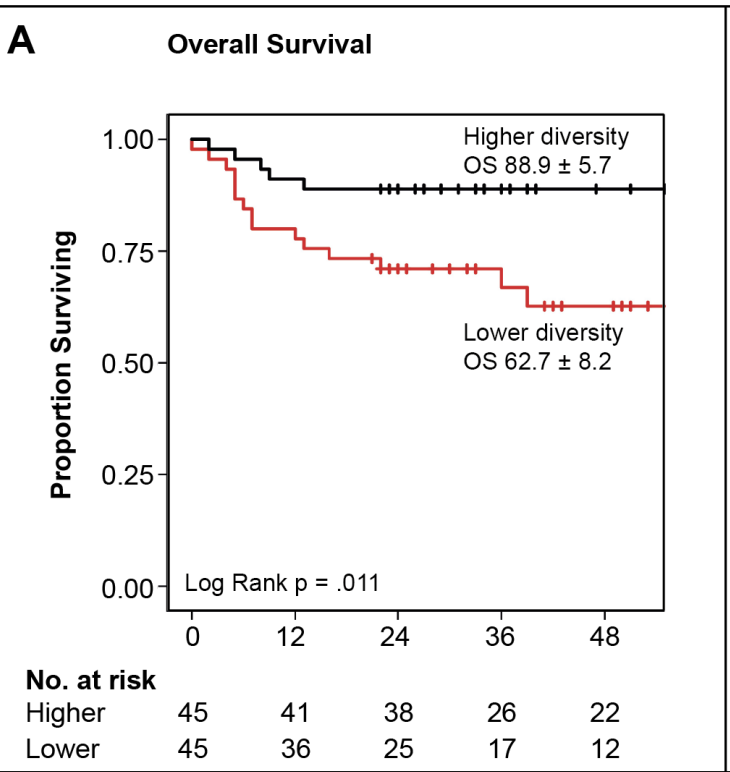 A Overall Survival
Proportion Surviving
1.00
0.75
0.50
0.25
0.00
Higher diversity
OS 88.9 ± 5.7
Lower diversity
OS 62.7 ± 8.2
Log Rank p = .011
0 12 24 36 48
No. at risk
Higher 45 41 38 26 22
Lower 45 36 25 17 12